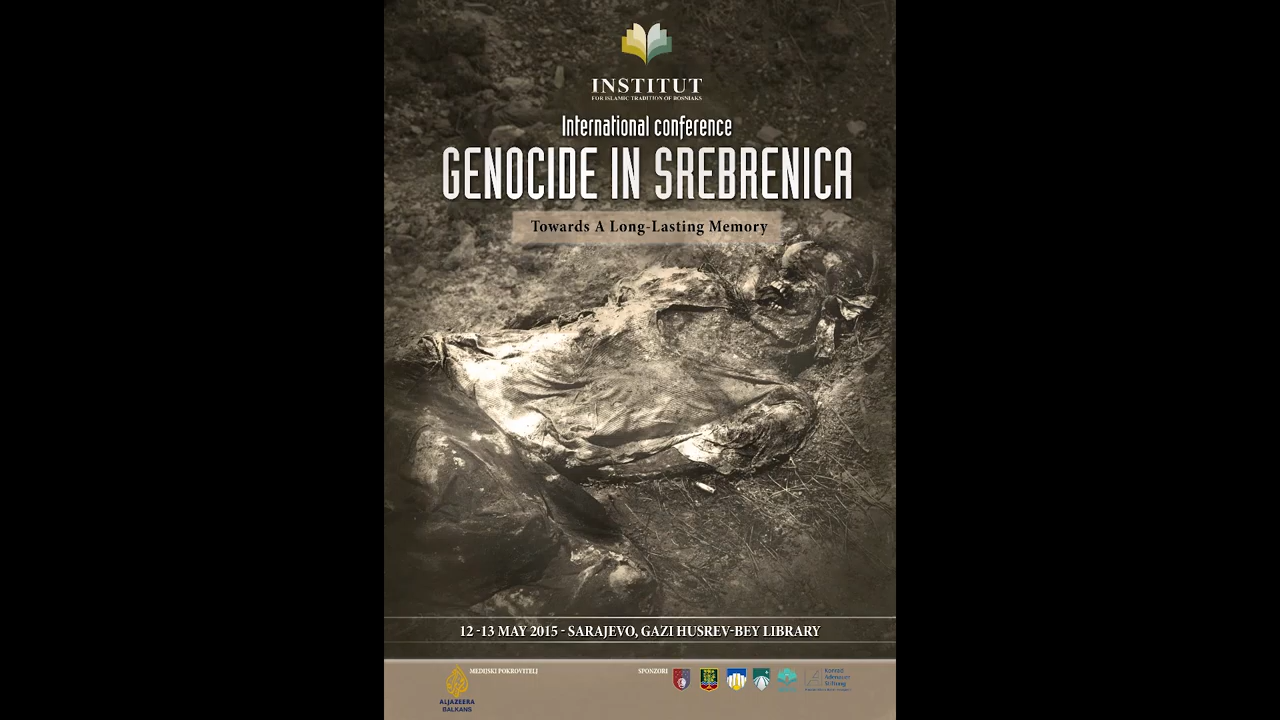 INSTITUT
FOR ISLAMIC TRADITION OF BOSNIAKS
International conference
GENOCIDE IN SREBRENICA
Towards A Long-Lasting Memory
12 -13 MAY 2015 - SARAJEVO, GAZI HUSREV-BEY LIBRARY
MEDIJSKI POKROVITELJ
SPONZORI
ALJAZEERA
BALKANS
Konrad
Adenauer
Stiftung